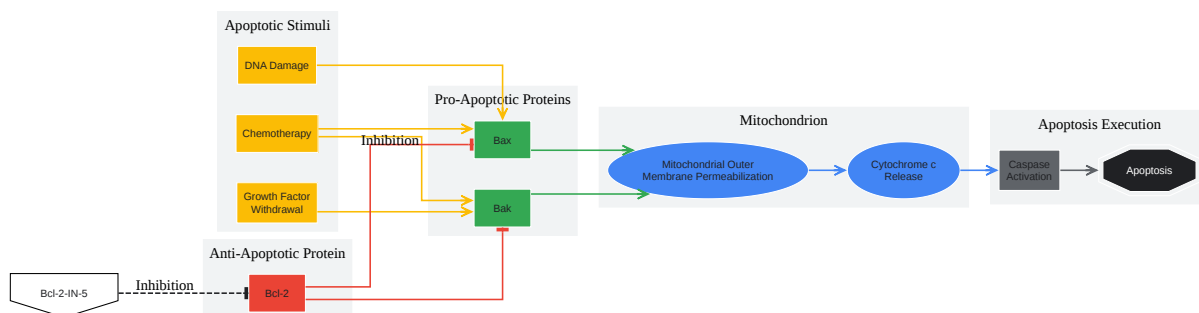 Apoptotic Stimuli
DNA Damage
Chemotherapy
Growth Factor
Withdrawal
Anti-Apoptotic Protein
Bcl-2
Bcl-2-IN-5
Inhibition
Inhibition
Pro-Apoptotic Proteins
Bax
Bak
Mitochondrion
Mitochondrial Outer
Membrane Permeabilization
Cytochrome c
Release
Apoptosis Execution
Caspase
Activation
Apoptosis